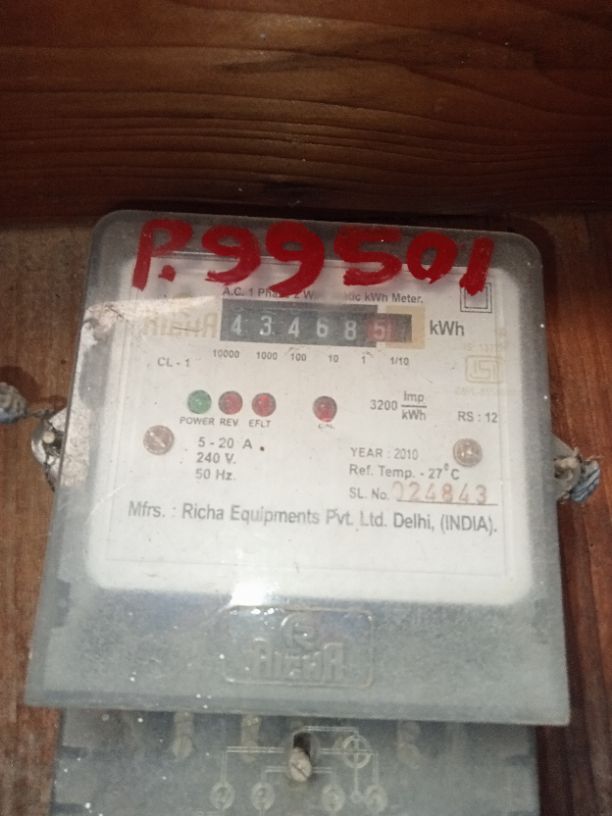 P.99501
A.C. 1 Phase 2 W
kWh Meter.
4 3 4 6 8 5 kWh
10000 1000 100 10 1 1/10
CL - 1
3200 Imp/kWh
RS : 12
POWER REV EFLT CAL
5 - 20 A
240 V.
50 Hz.
YEAR : 2010
Ref. Temp. - 27°C
SL. No. 024843
Mfrs. : Richa Equipments Pvt. Ltd. Delhi, (INDIA).